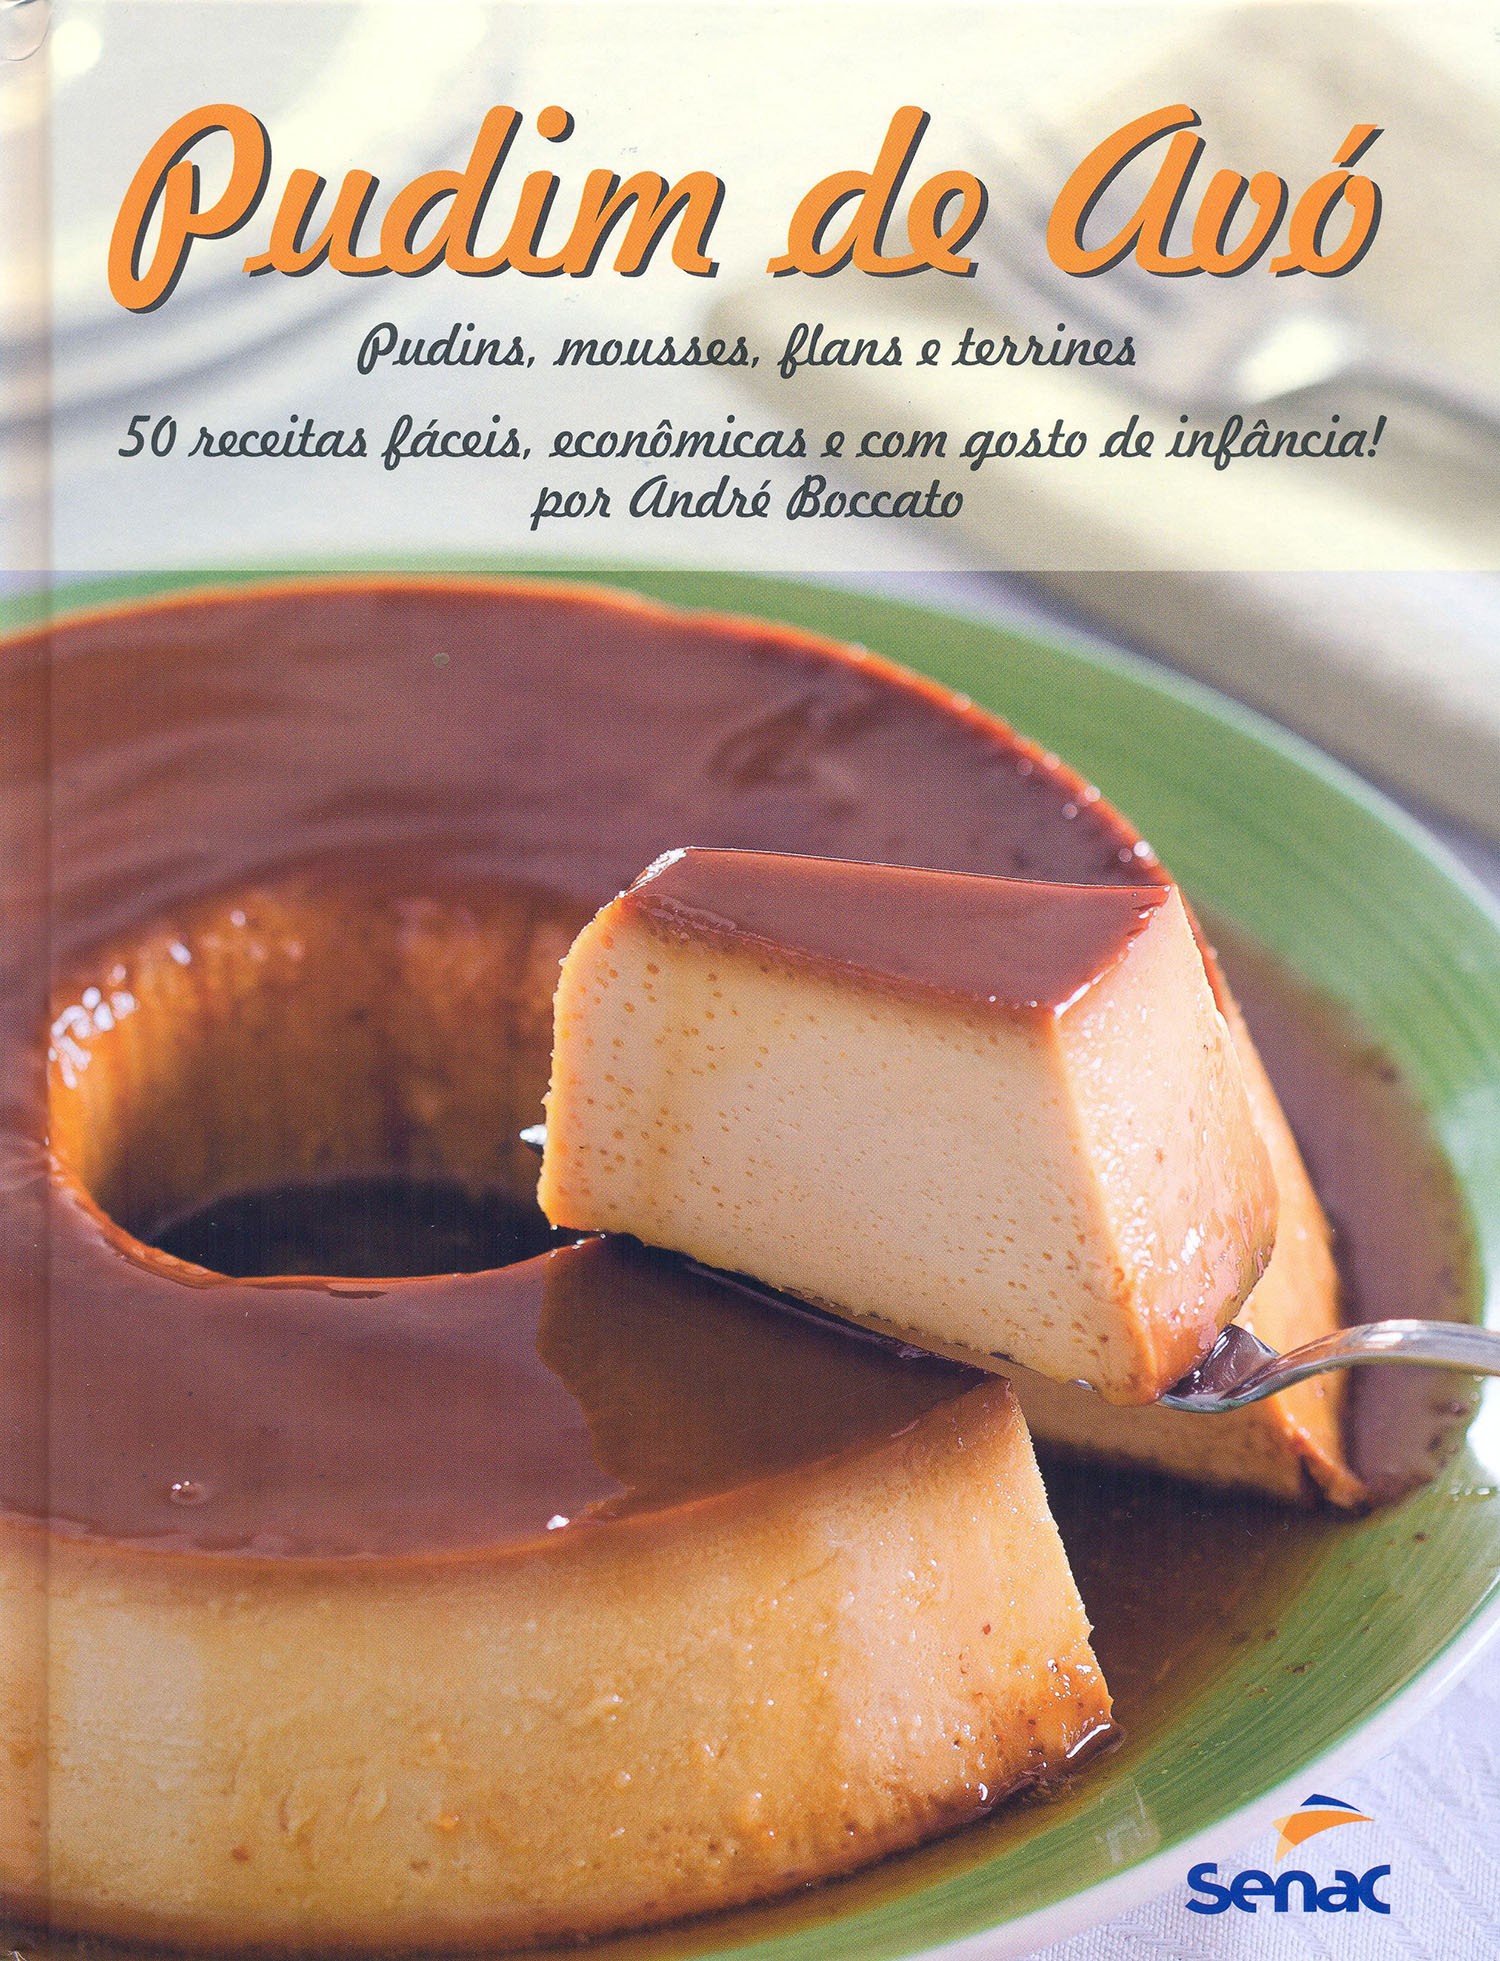 Pudim de Avó
Pudins, mousses, flans e terrines
50 receitas fáceis, econômicas e com gosto de infância!
por André Boccato
senac